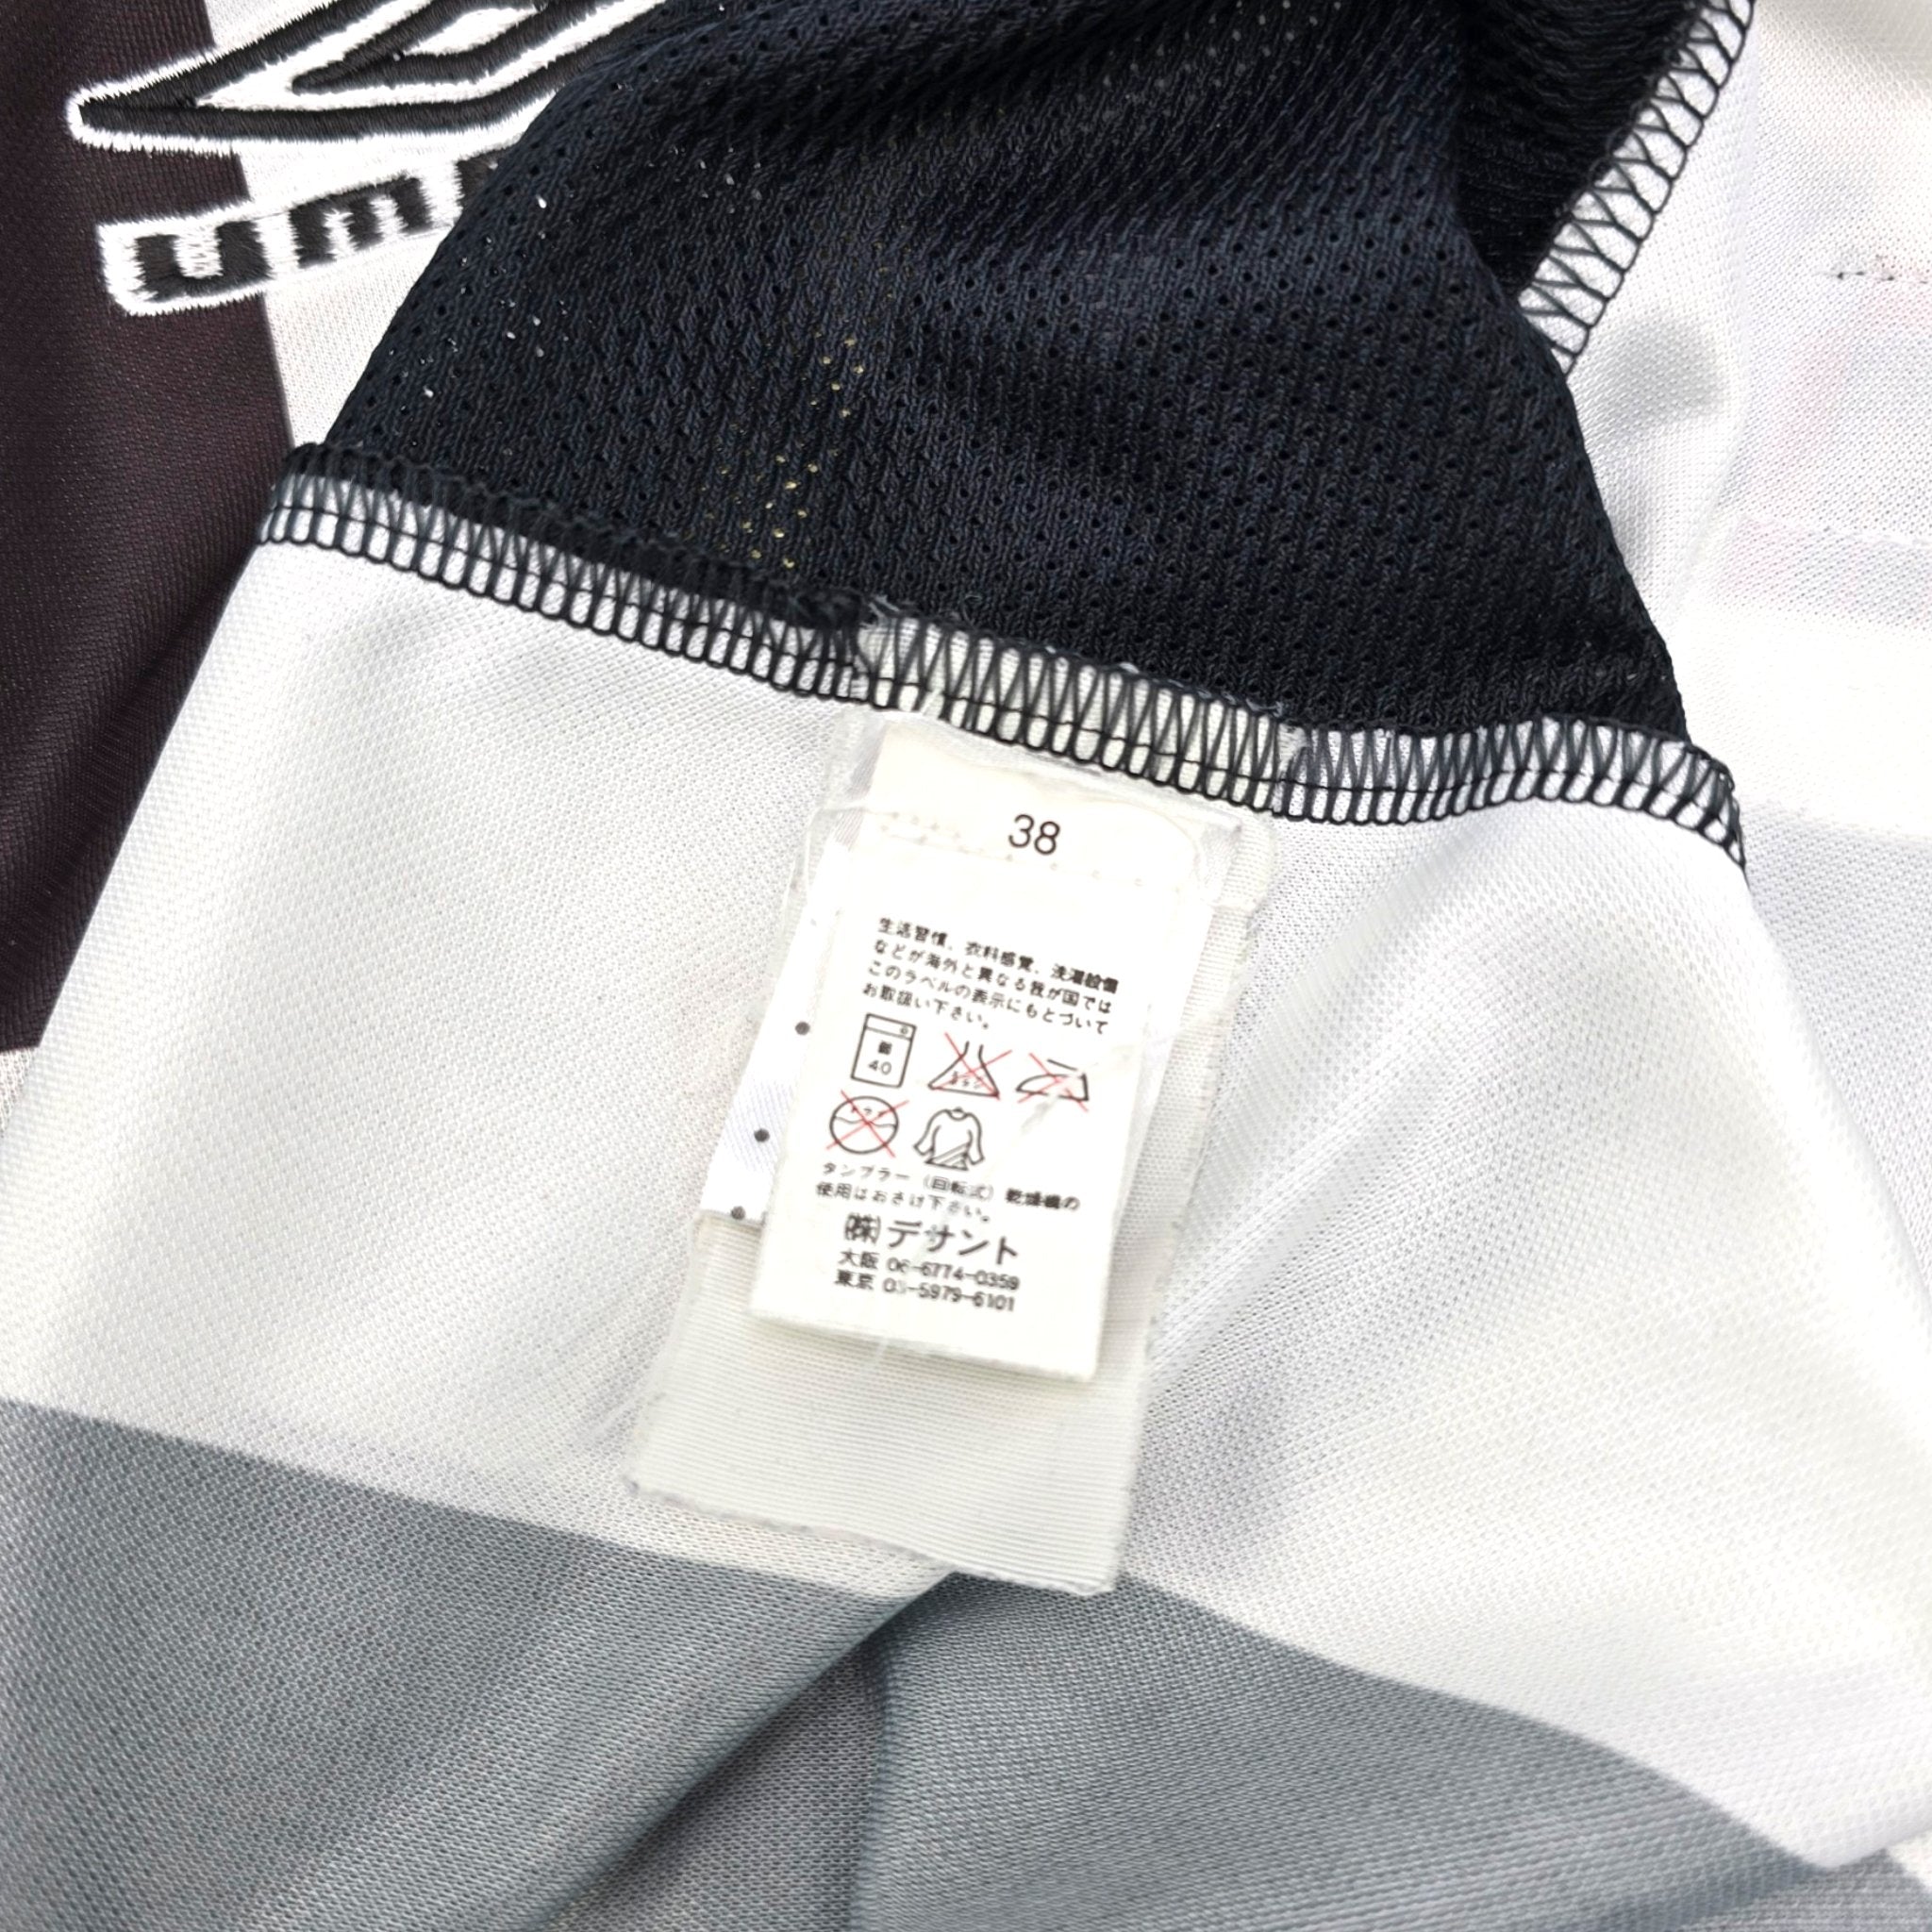 um
38
生活習慣、衣料感覚、洗濯設備
などが海外と異なる我が国では
このラベルの表示にもとづいて
お取扱い下さい。
40
タンブラー（回転式）乾燥機の
使用はおさけ下さい。
㈱デサント
大阪 06-6774-0359
東京 03-5979-6101